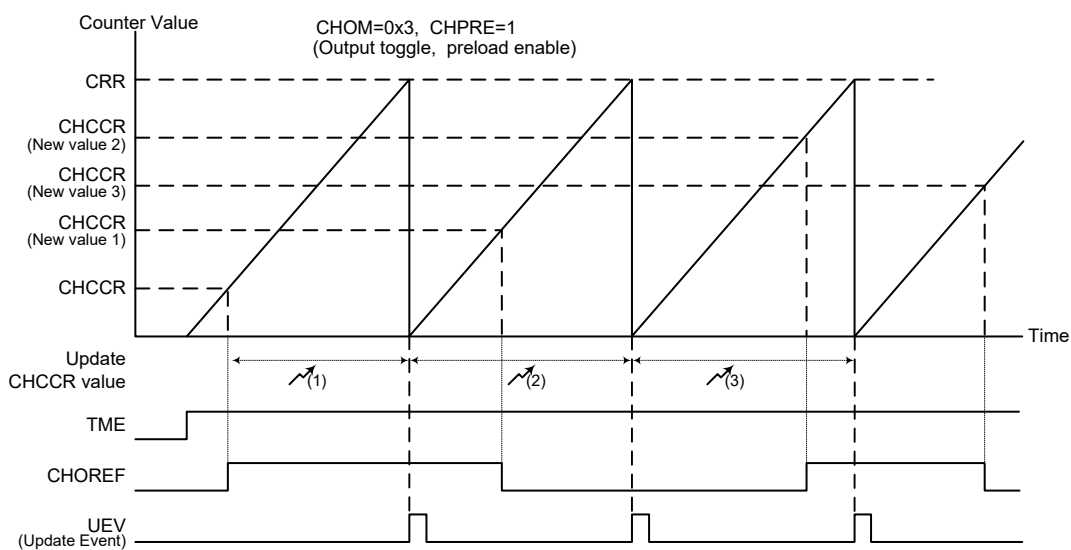 Counter Value
CHOM=0x3, CHPRE=1
(Output toggle, preload enable)
CRR
CHCCR
(New value 2)
CHCCR
(New value 3)
CHCCR
(New value 1)
CHCCR
Time
Update
CHCCR value
(1)
(2)
(3)
TME
CHOREF
UEV
(Update Event)